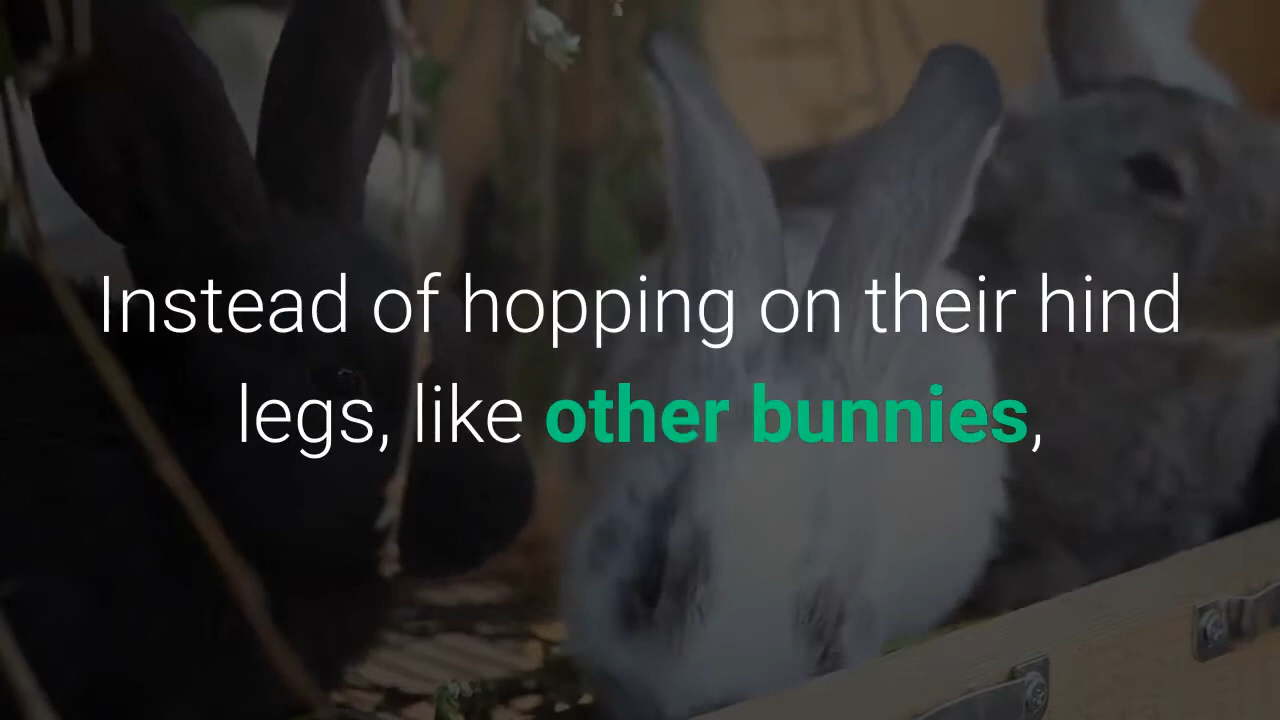 Instead of hopping on their hind
legs, like other bunnies,